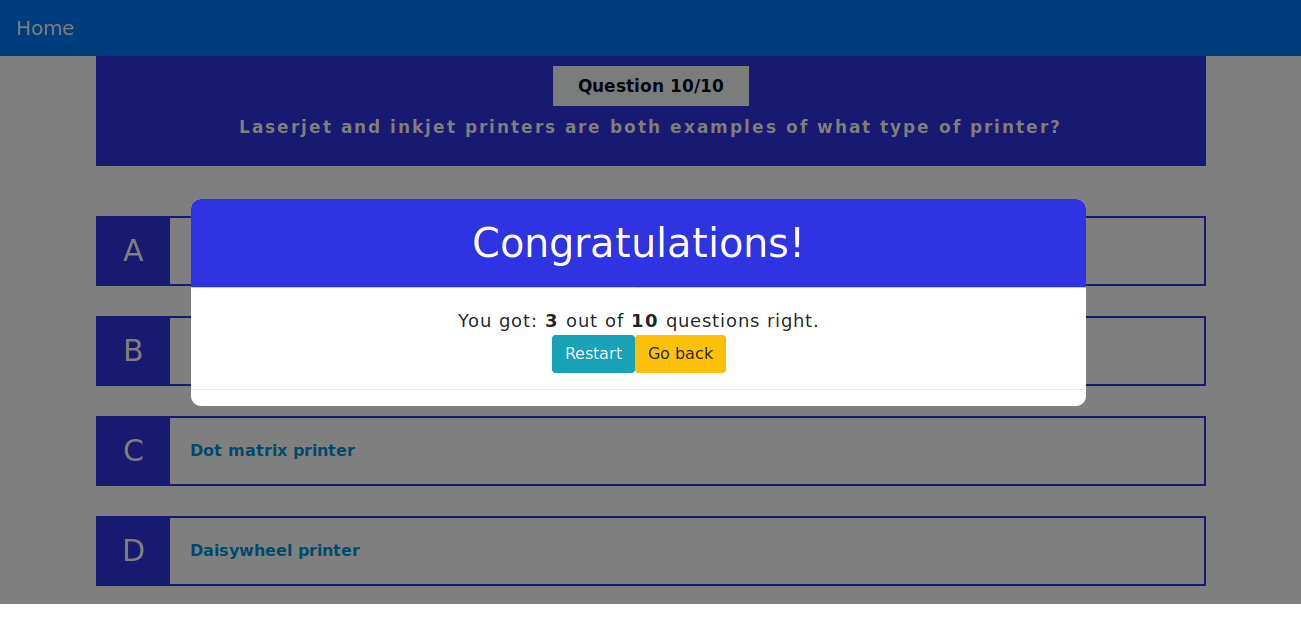 Home
Question 10/10
Laserjet and inkjet printers are both examples of what type of printer?
A
Congratulations!
You got: 3 out of 10 questions right.
B
Restart Go back
C Dot matrix printer
D Daisywheel printer